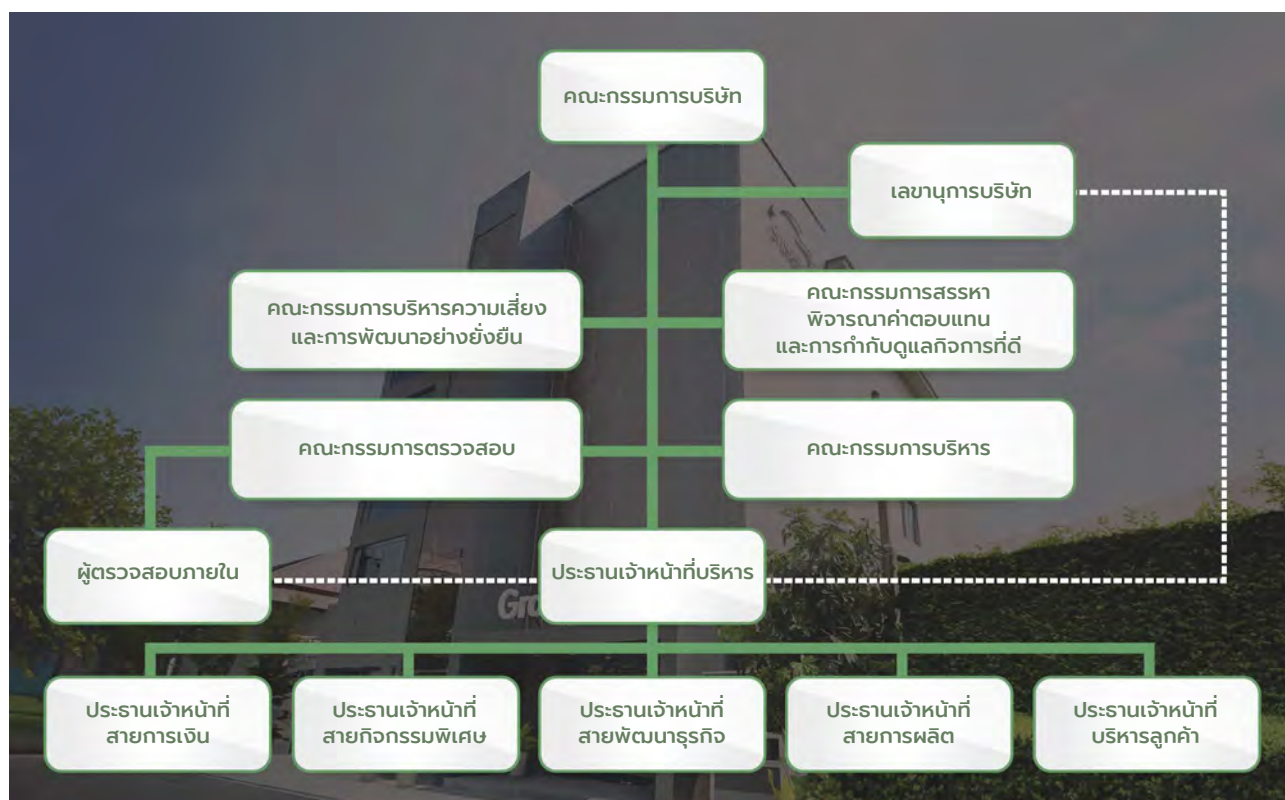 คณะกรรมการบริษัท
เลขานุการบริษัท
คณะกรรมการบริหารความเสี่ยง
และการพัฒนาอย่างยั่งยืน
คณะกรรมการสรรหา
พิจารณาค่าตอบแทน
และการกำกับดูแลกิจการที่ดี
คณะกรรมการตรวจสอบ
คณะกรรมการบริหาร
ผู้ตรวจสอบภายใน
ประธานเจ้าหน้าที่บริหาร
ประธานเจ้าหน้าที่
สายการเงิน
ประธานเจ้าหน้าที่
สายกิจกรรมพิเศษ
ประธานเจ้าหน้าที่
สายพัฒนาธุรกิจ
ประธานเจ้าหน้าที่
สายการผลิต
ประธานเจ้าหน้าที่
บริหารลูกค้า